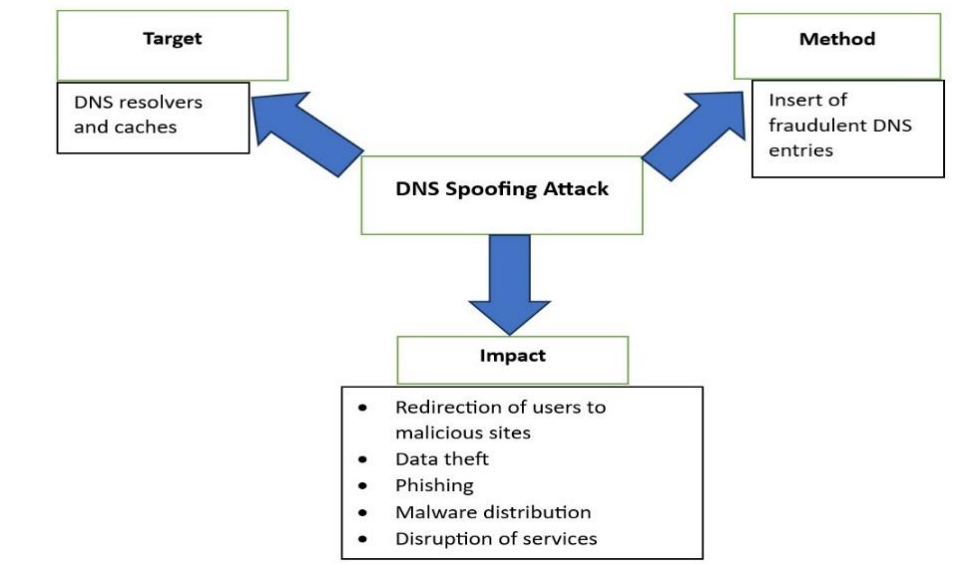 Target
DNS resolvers
and caches
Method
Insert of
fraudulent DNS
entries
DNS Spoofing Attack
Impact
• Redirection of users to
malicious sites
• Data theft
• Phishing
• Malware distribution
• Disruption of services